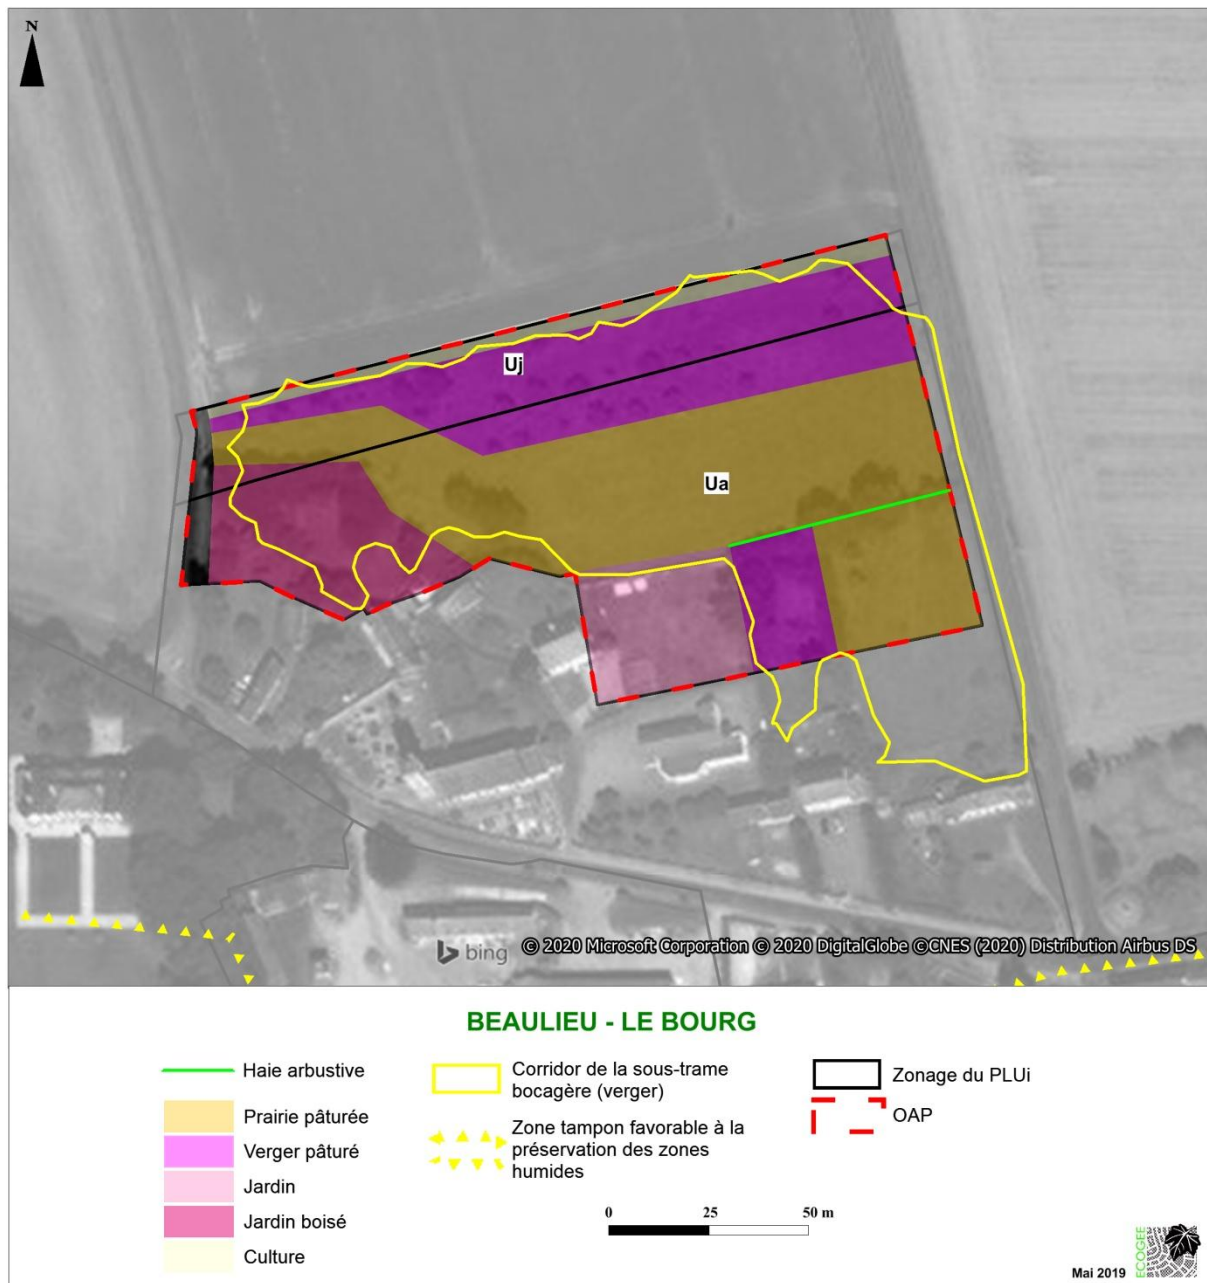 N
Uj
Ua
bing
© 2020 Microsoft Corporation © 2020 DigitalGlobe ©CNES (2020) Distribution Airbus DS
BEAULIEU - LE BOURG
Haie arbustive
Prairie pâturée
Verger pâturé
Jardin
Jardin boisé
Culture
Corridor de la sous-trame
bocagère (verger)
Zone tampon favorable à la
préservation des zones
humides
0 25 50 m
Zonage du PLUi
OAP
Mai 2019
ECOGEE